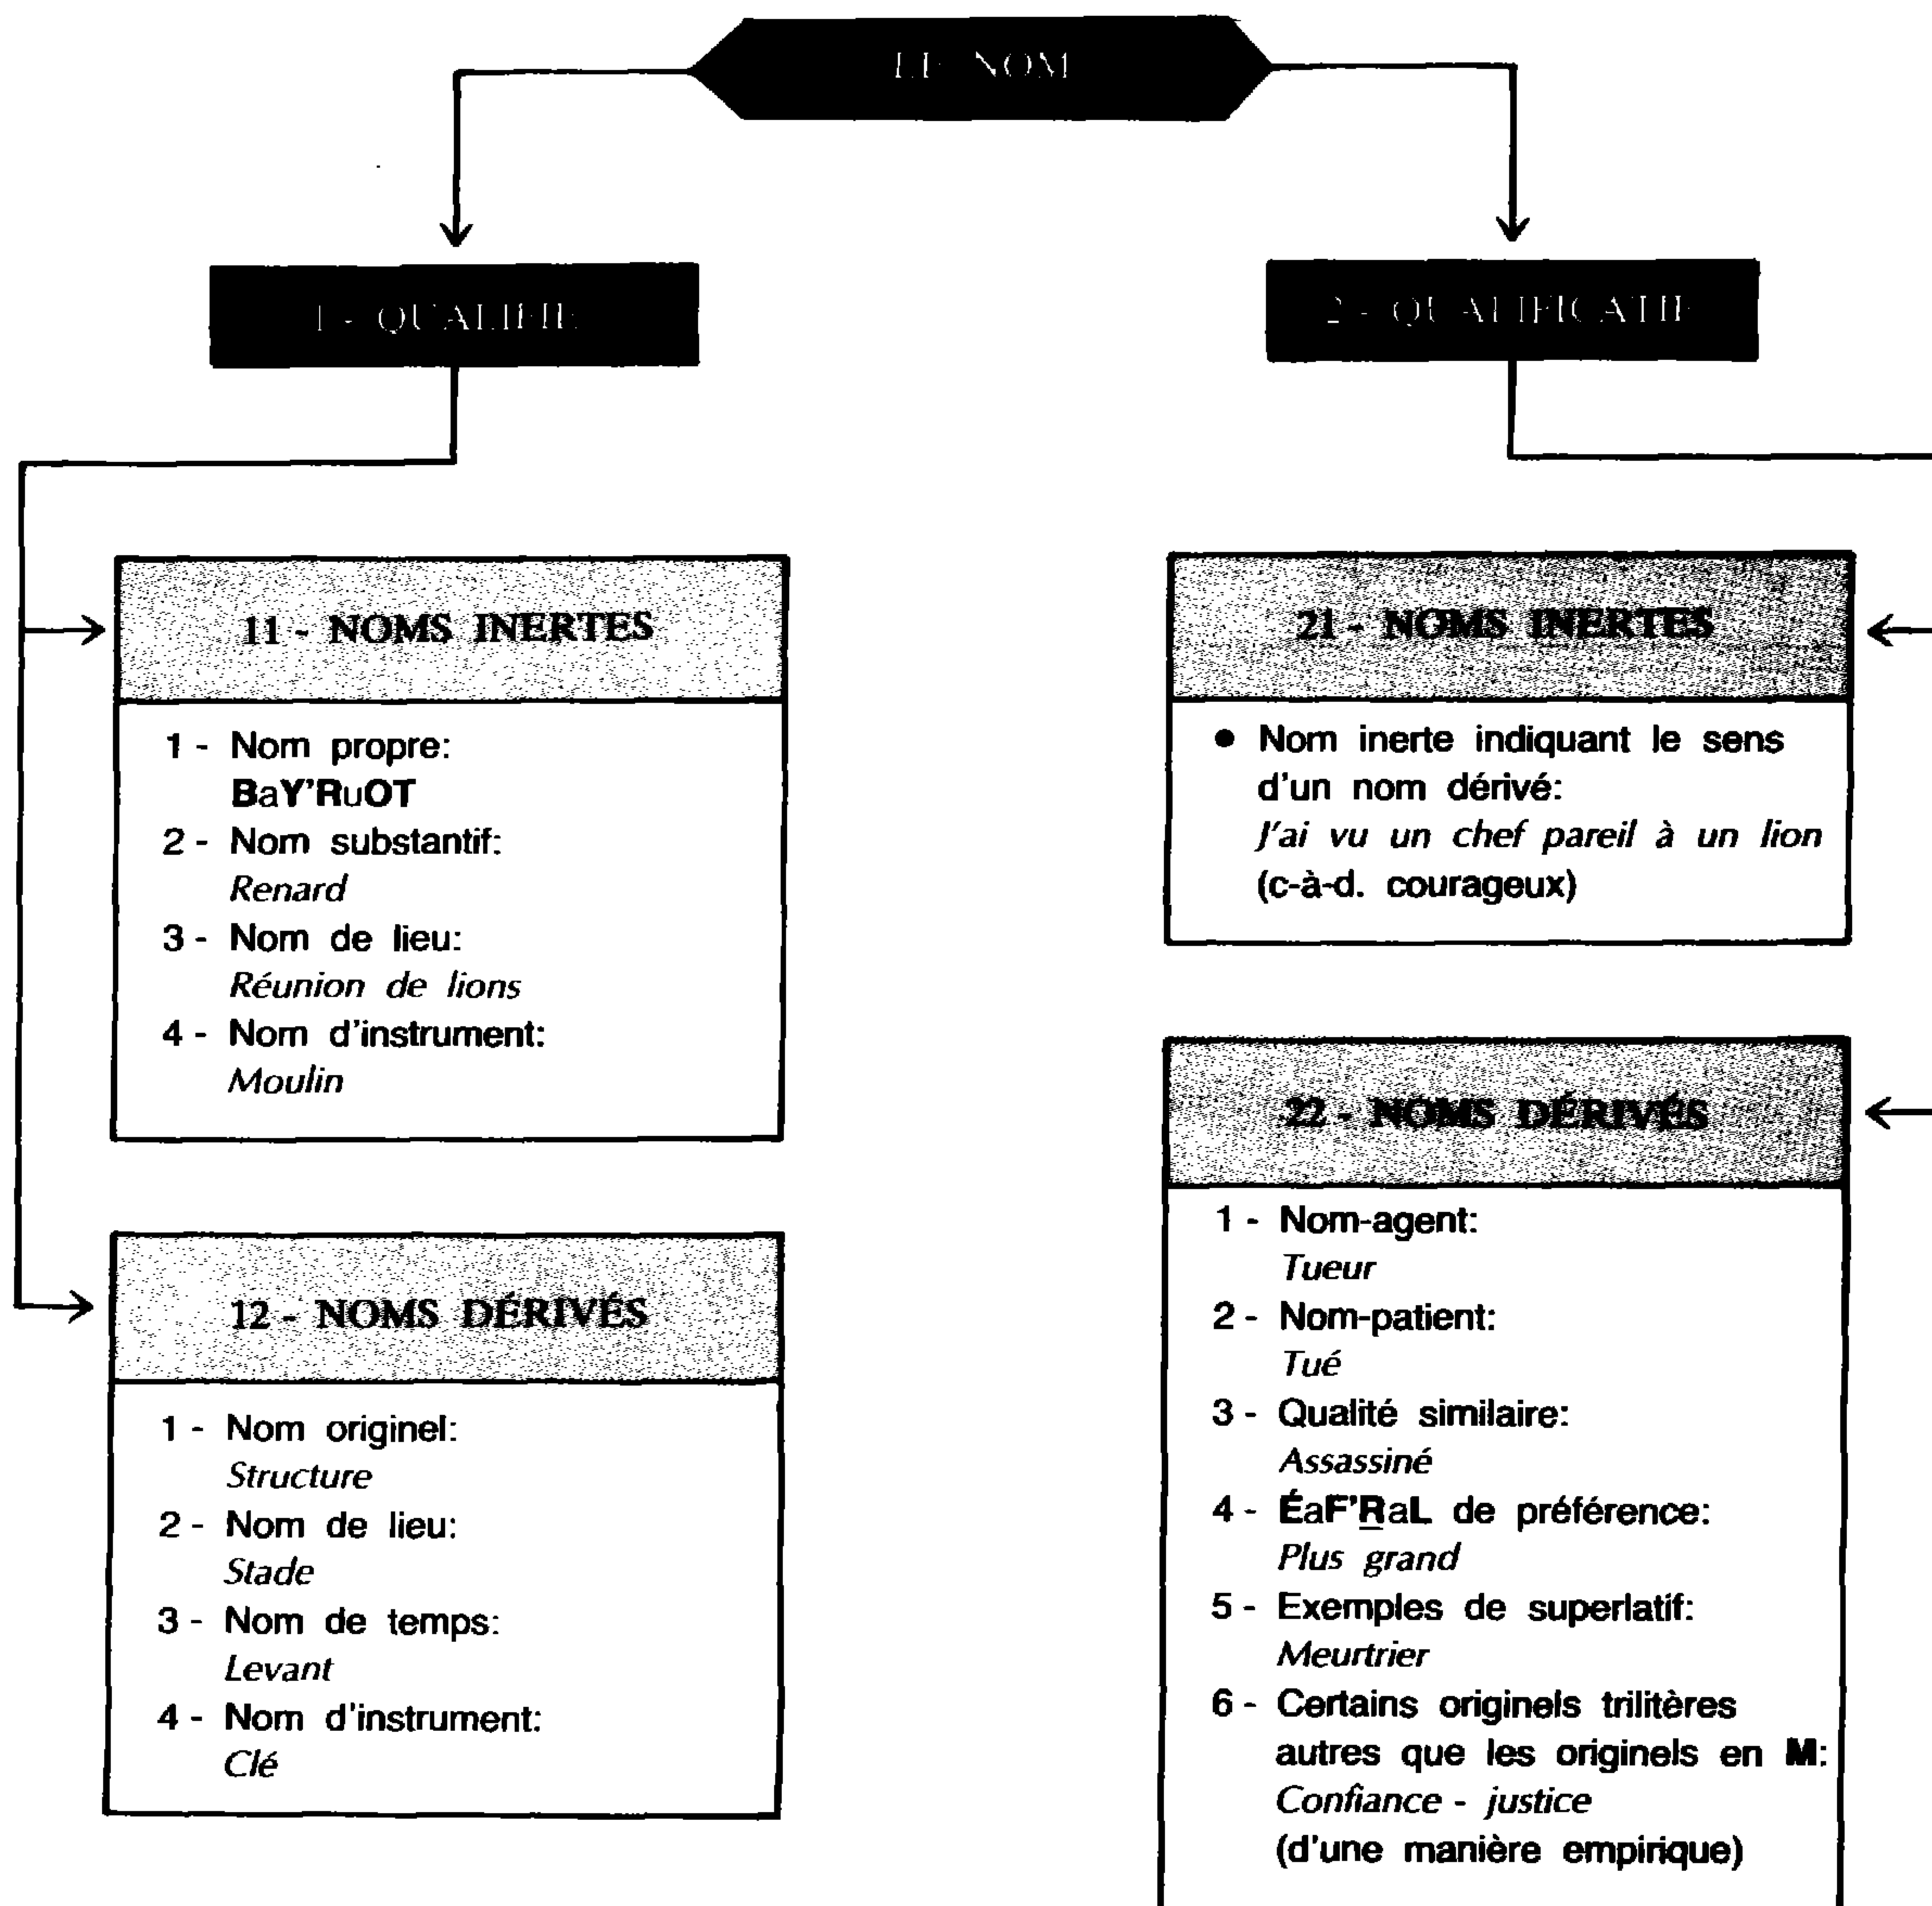 LE NOM
1 - QUALIFIÉ
2 - QUALIFICATIF
11 - NOMS INERTES
1 - Nom propre:
BaY'RuOT
2 - Nom substantif:
Renard
3 - Nom de lieu:
Réunion de lions
4 - Nom d'instrument:
Moulin
12 - NOMS DÉRIVÉS
1 - Nom originel:
Structure
2 - Nom de lieu:
Stade
3 - Nom de temps:
Levant
4 - Nom d'instrument:
Clé
21 - NOMS INERTES
● Nom inerte indiquant le sens
d'un nom dérivé:
J'ai vu un chef pareil à un lion
(c-à-d. courageux)
22 - NOMS DÉRIVÉS
1 - Nom-agent:
Tueur
2 - Nom-patient:
Tué
3 - Qualité similaire:
Assassiné
4 - ÉaF'RaL de préférence:
Plus grand
5 - Exemples de superlatif:
Meurtrier
6 - Certains originels trilitères
autres que les originels en M:
Confiance - justice
(d'une manière empirique)